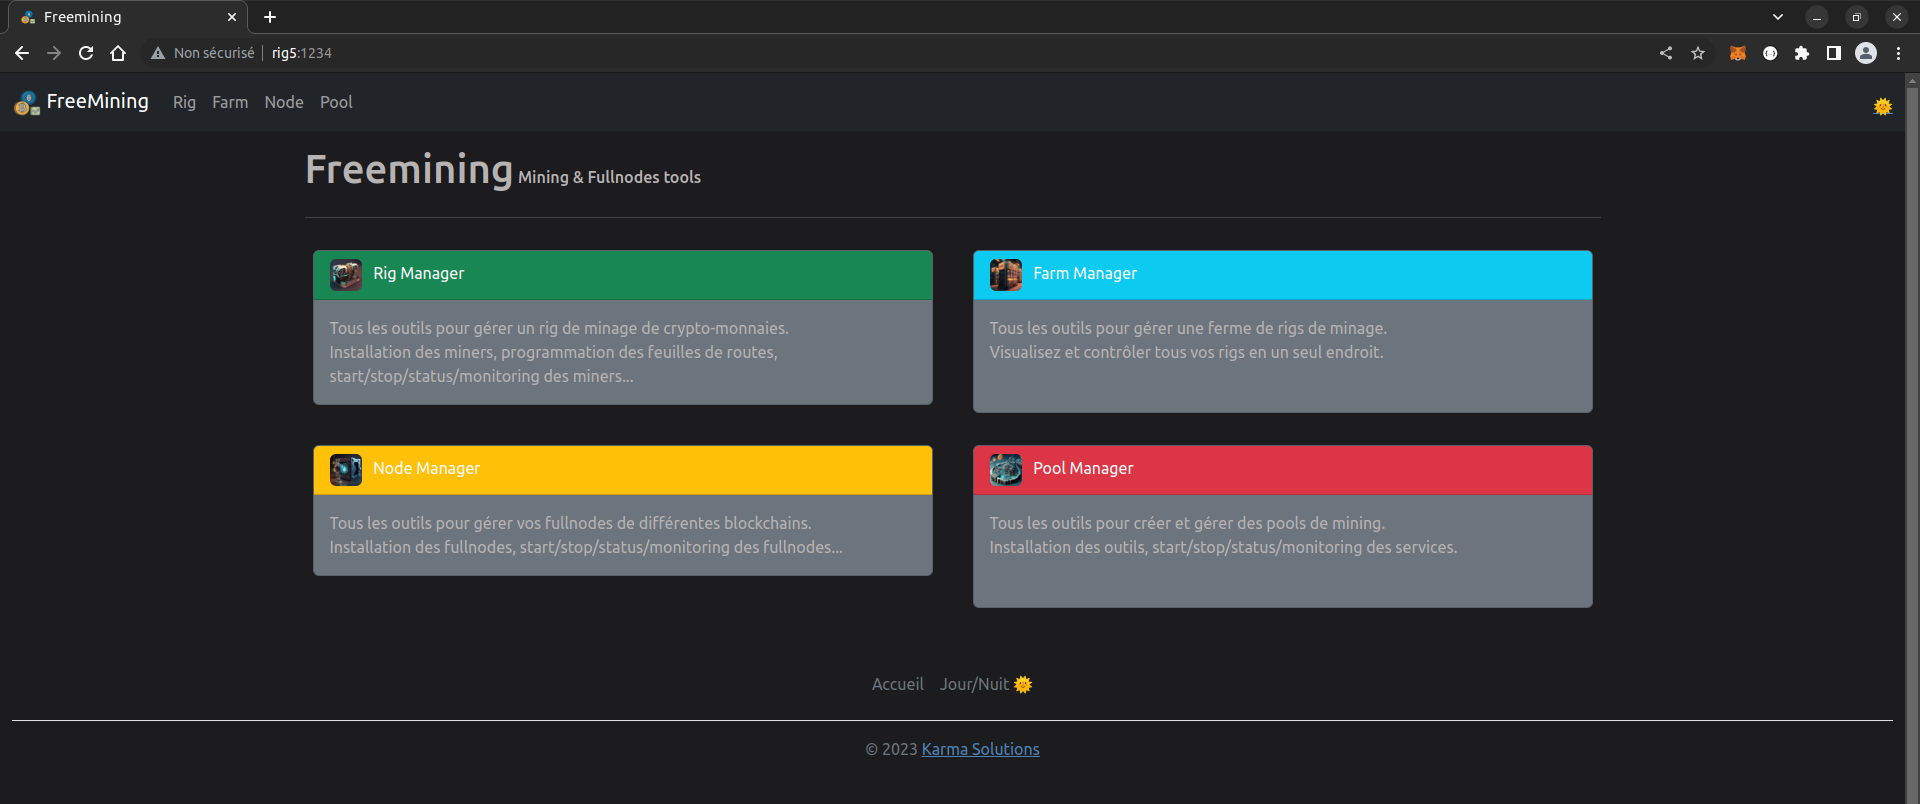 Freemining
Non sécurisé | rig5:1234
FreeMining Rig Farm Node Pool
Freemining Mining & Fullnodes tools
Rig Manager
Tous les outils pour gérer un rig de minage de crypto-monnaies.
Installation des miners, programmation des feuilles de routes,
start/stop/status/monitoring des miners...
Farm Manager
Tous les outils pour gérer une ferme de rigs de minage.
Visualisez et contrôler tous vos rigs en un seul endroit.
Node Manager
Tous les outils pour gérer vos fullnodes de différentes blockchains.
Installation des fullnodes, start/stop/status/monitoring des fullnodes...
Pool Manager
Tous les outils pour créer et gérer des pools de mining.
Installation des outils, start/stop/status/monitoring des services.
Accueil Jour/Nuit 🌞
© 2023 Karma Solutions